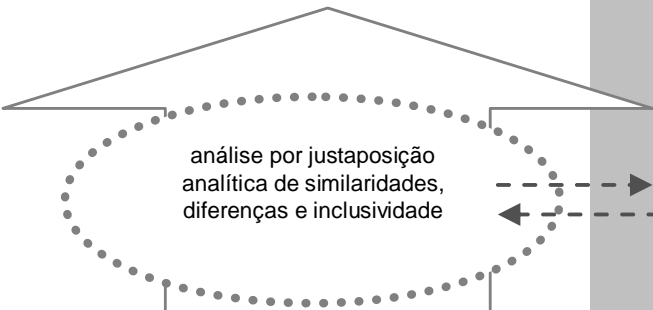 análise por justaposição
analítica de similaridades,
diferenças e inclusividade